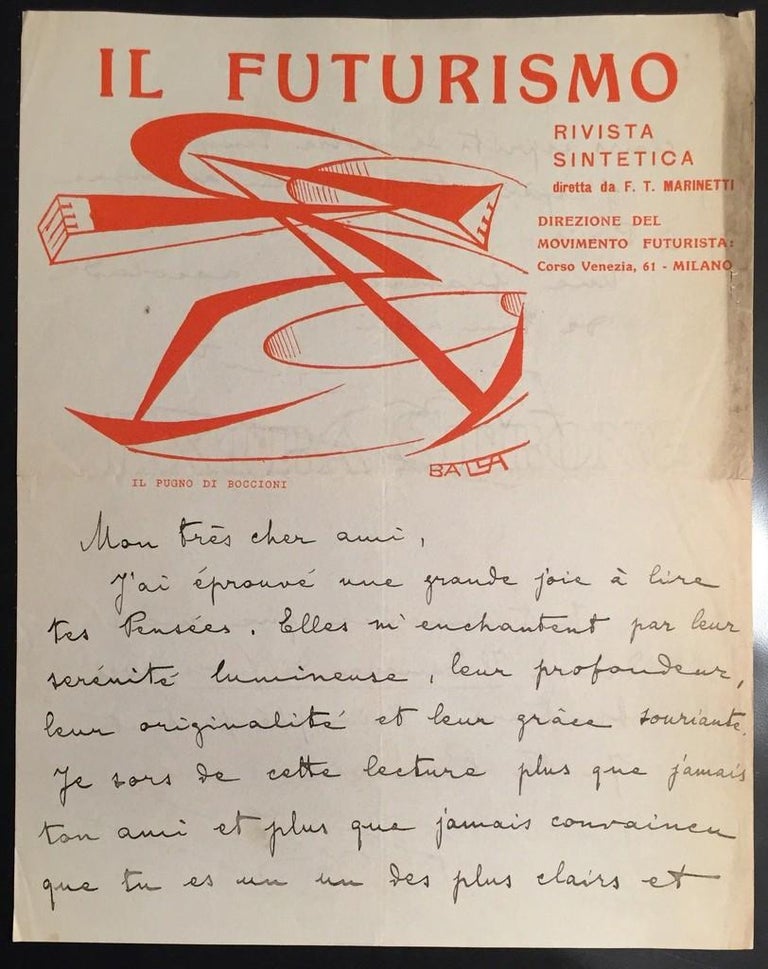 IL FUTURISMO
RIVISTA
SINTETICA
diretta da F. T. MARINETTI
DIREZIONE DEL
MOVIMENTO FUTURISTA:
Corso Venezia, 61 - MILANO
BALLA
IL PUGNO DI BOCCIONI
Mon très cher ami,
J'ai éprouvé une grande joie à lire
tes Pensées. Elles m'enchantent par leur
serénité lumineuse, leur profondeur,
leur originalité et leur grâce souriante.
Je sors de cette lecture plus que jamais
ton ami et plus que jamais convaincu
que tu es un un des plus clairs et